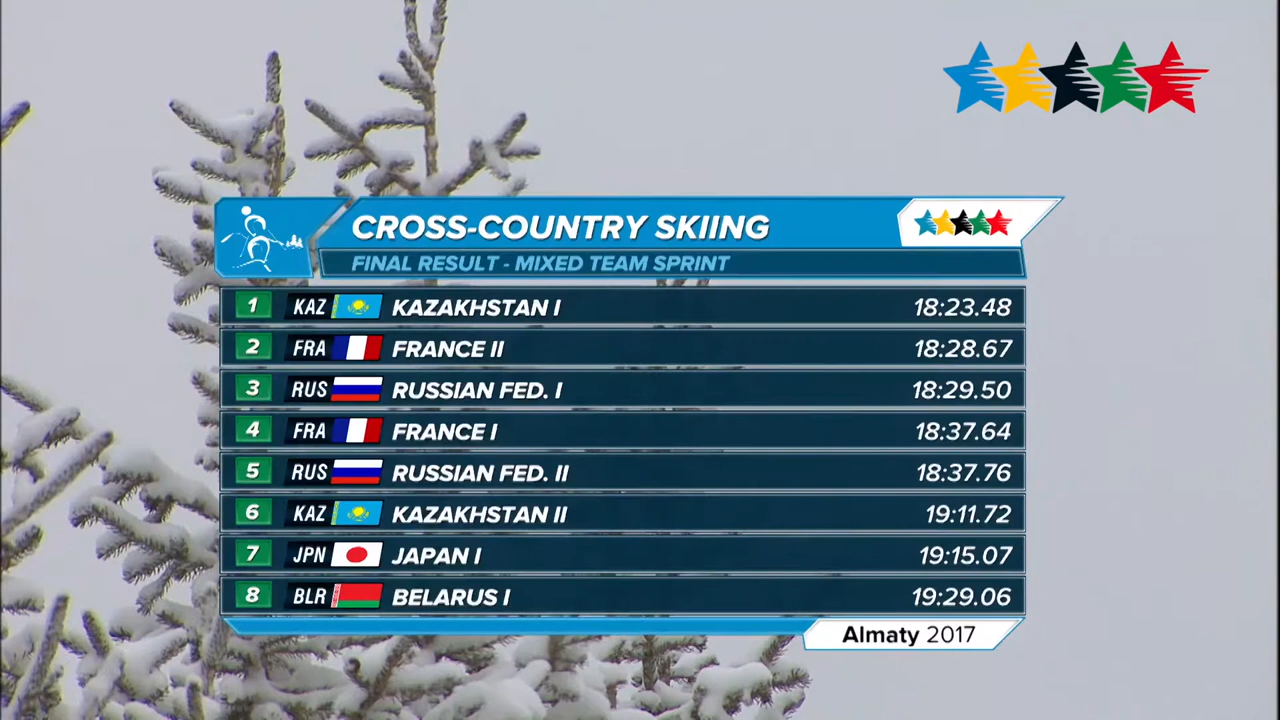 CROSS-COUNTRY SKIING
FINAL RESULT - MIXED TEAM SPRINT
1 KAZ KAZAKHSTAN I 18:23.48
2 FRA FRANCE II 18:28.67
3 RUS RUSSIAN FED. I 18:29.50
4 FRA FRANCE I 18:37.64
5 RUS RUSSIAN FED. II 18:37.76
6 KAZ KAZAKHSTAN II 19:11.72
7 JPN JAPAN I 19:15.07
8 BLR BELARUS I 19:29.06
Almaty 2017